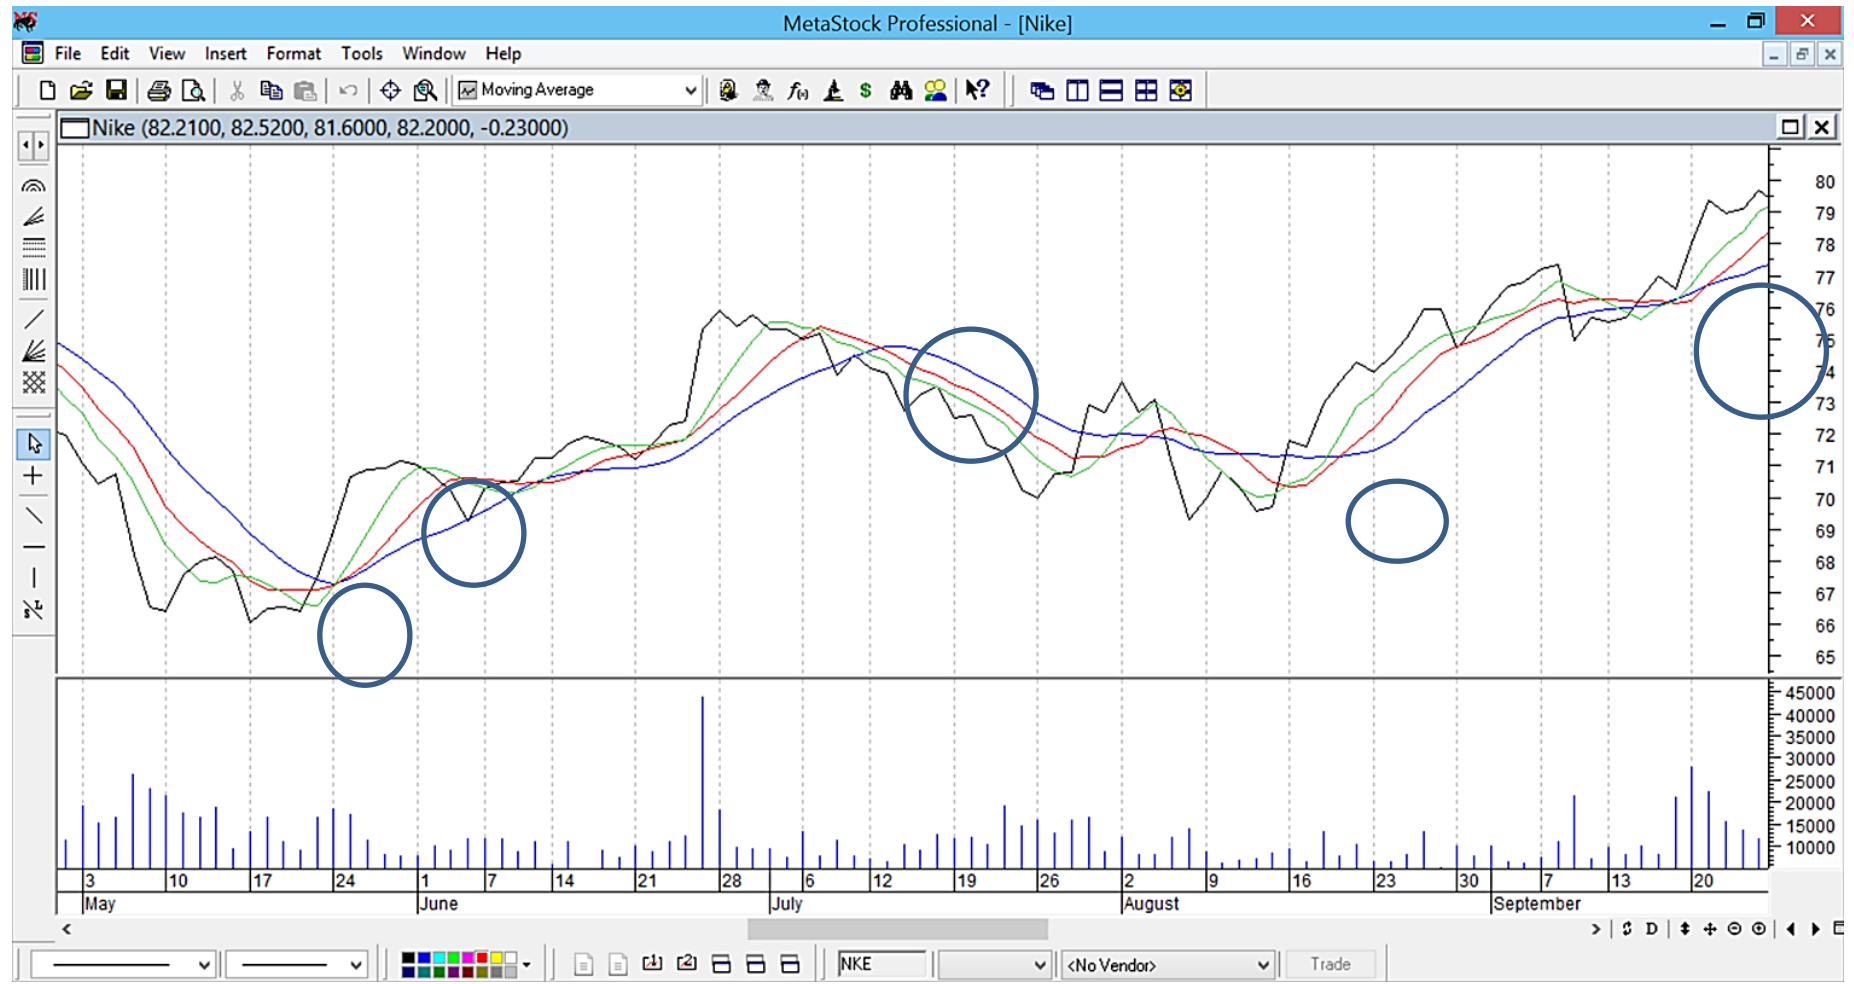 MS
MetaStock Professional - [Nike]
File Edit View Insert Format Tools Window Help
Moving Average
f(x) $ ?
Nike (82.2100, 82.5200, 81.6000, 82.2000, -0.23000)
80
79
78
77
76
75
74
73
72
71
70
69
68
67
66
65
45000
40000
35000
30000
25000
20000
15000
10000
3 10 17 24 1 7 14 21 28 6 12 19 26 2 9 16 23 30 7 13 20
May June July August September
D
NKE <No Vendor> Trade